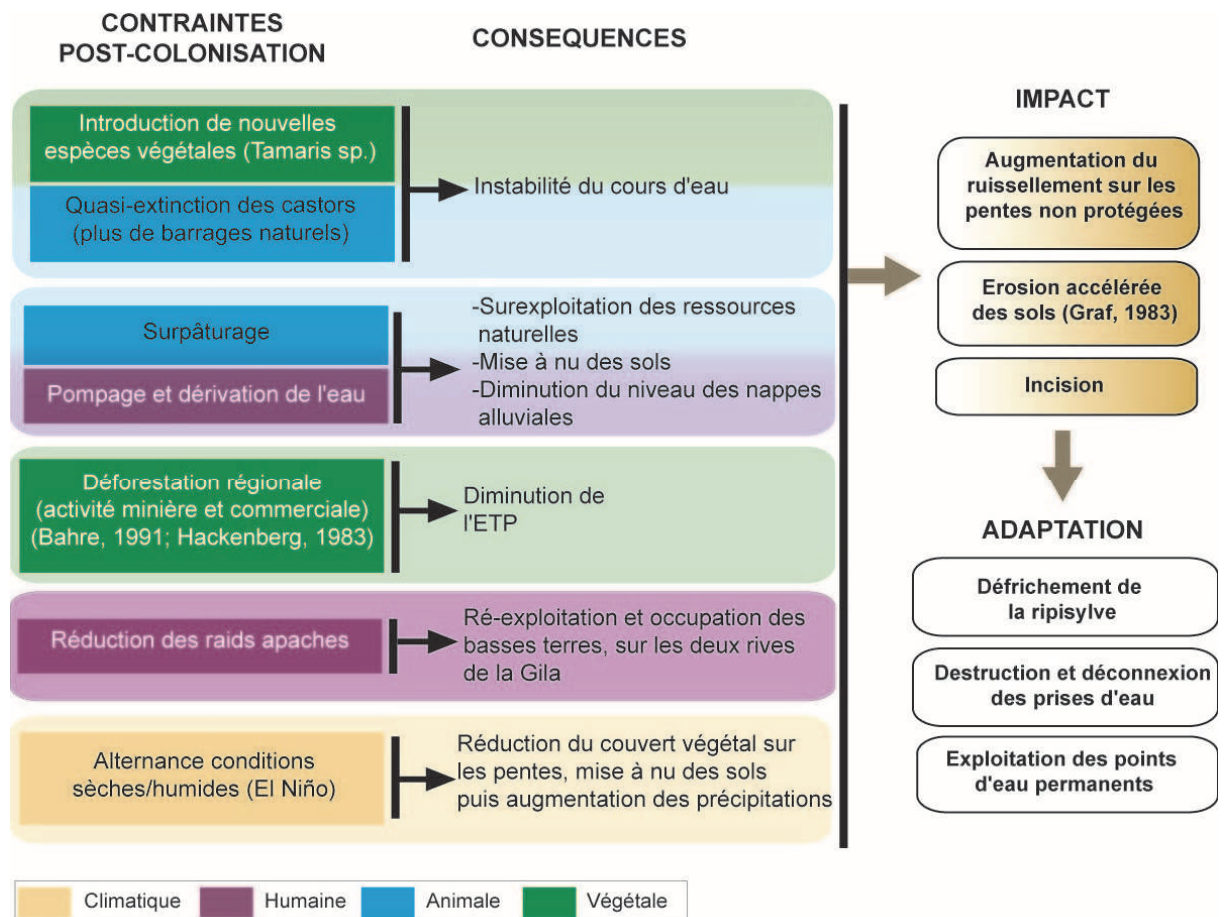 CONTRAINTES
POST-COLONISATION
CONSEQUENCES
Introduction de nouvelles
espèces végétales (Tamaris sp.)
Quasi-extinction des castors
(plus de barrages naturels)
Instabilité du cours d'eau
Surpâturage
Pompage et dérivation de l'eau
-Surexploitation des ressources
naturelles
-Mise à nu des sols
-Diminution du niveau des nappes
alluviales
Déforestation régionale
(activité minière et commerciale)
(Bahre, 1991; Hackenberg, 1983)
Diminution de
l'ETP
Réduction des raids apaches
Ré-exploitation et occupation des
basses terres, sur les deux rives
de la Gila
Alternance conditions
sèches/humides (El Niño)
Réduction du couvert végétal sur
les pentes, mise à nu des sols
puis augmentation des précipitations
IMPACT
Augmentation du
ruissellement sur les
pentes non protégées
Erosion accélérée
des sols (Graf, 1983)
Incision
ADAPTATION
Défrichement de
la ripisylve
Destruction et déconnexion
des prises d'eau
Exploitation des points
d'eau permanents
Climatique
Humaine
Animale
Végétale